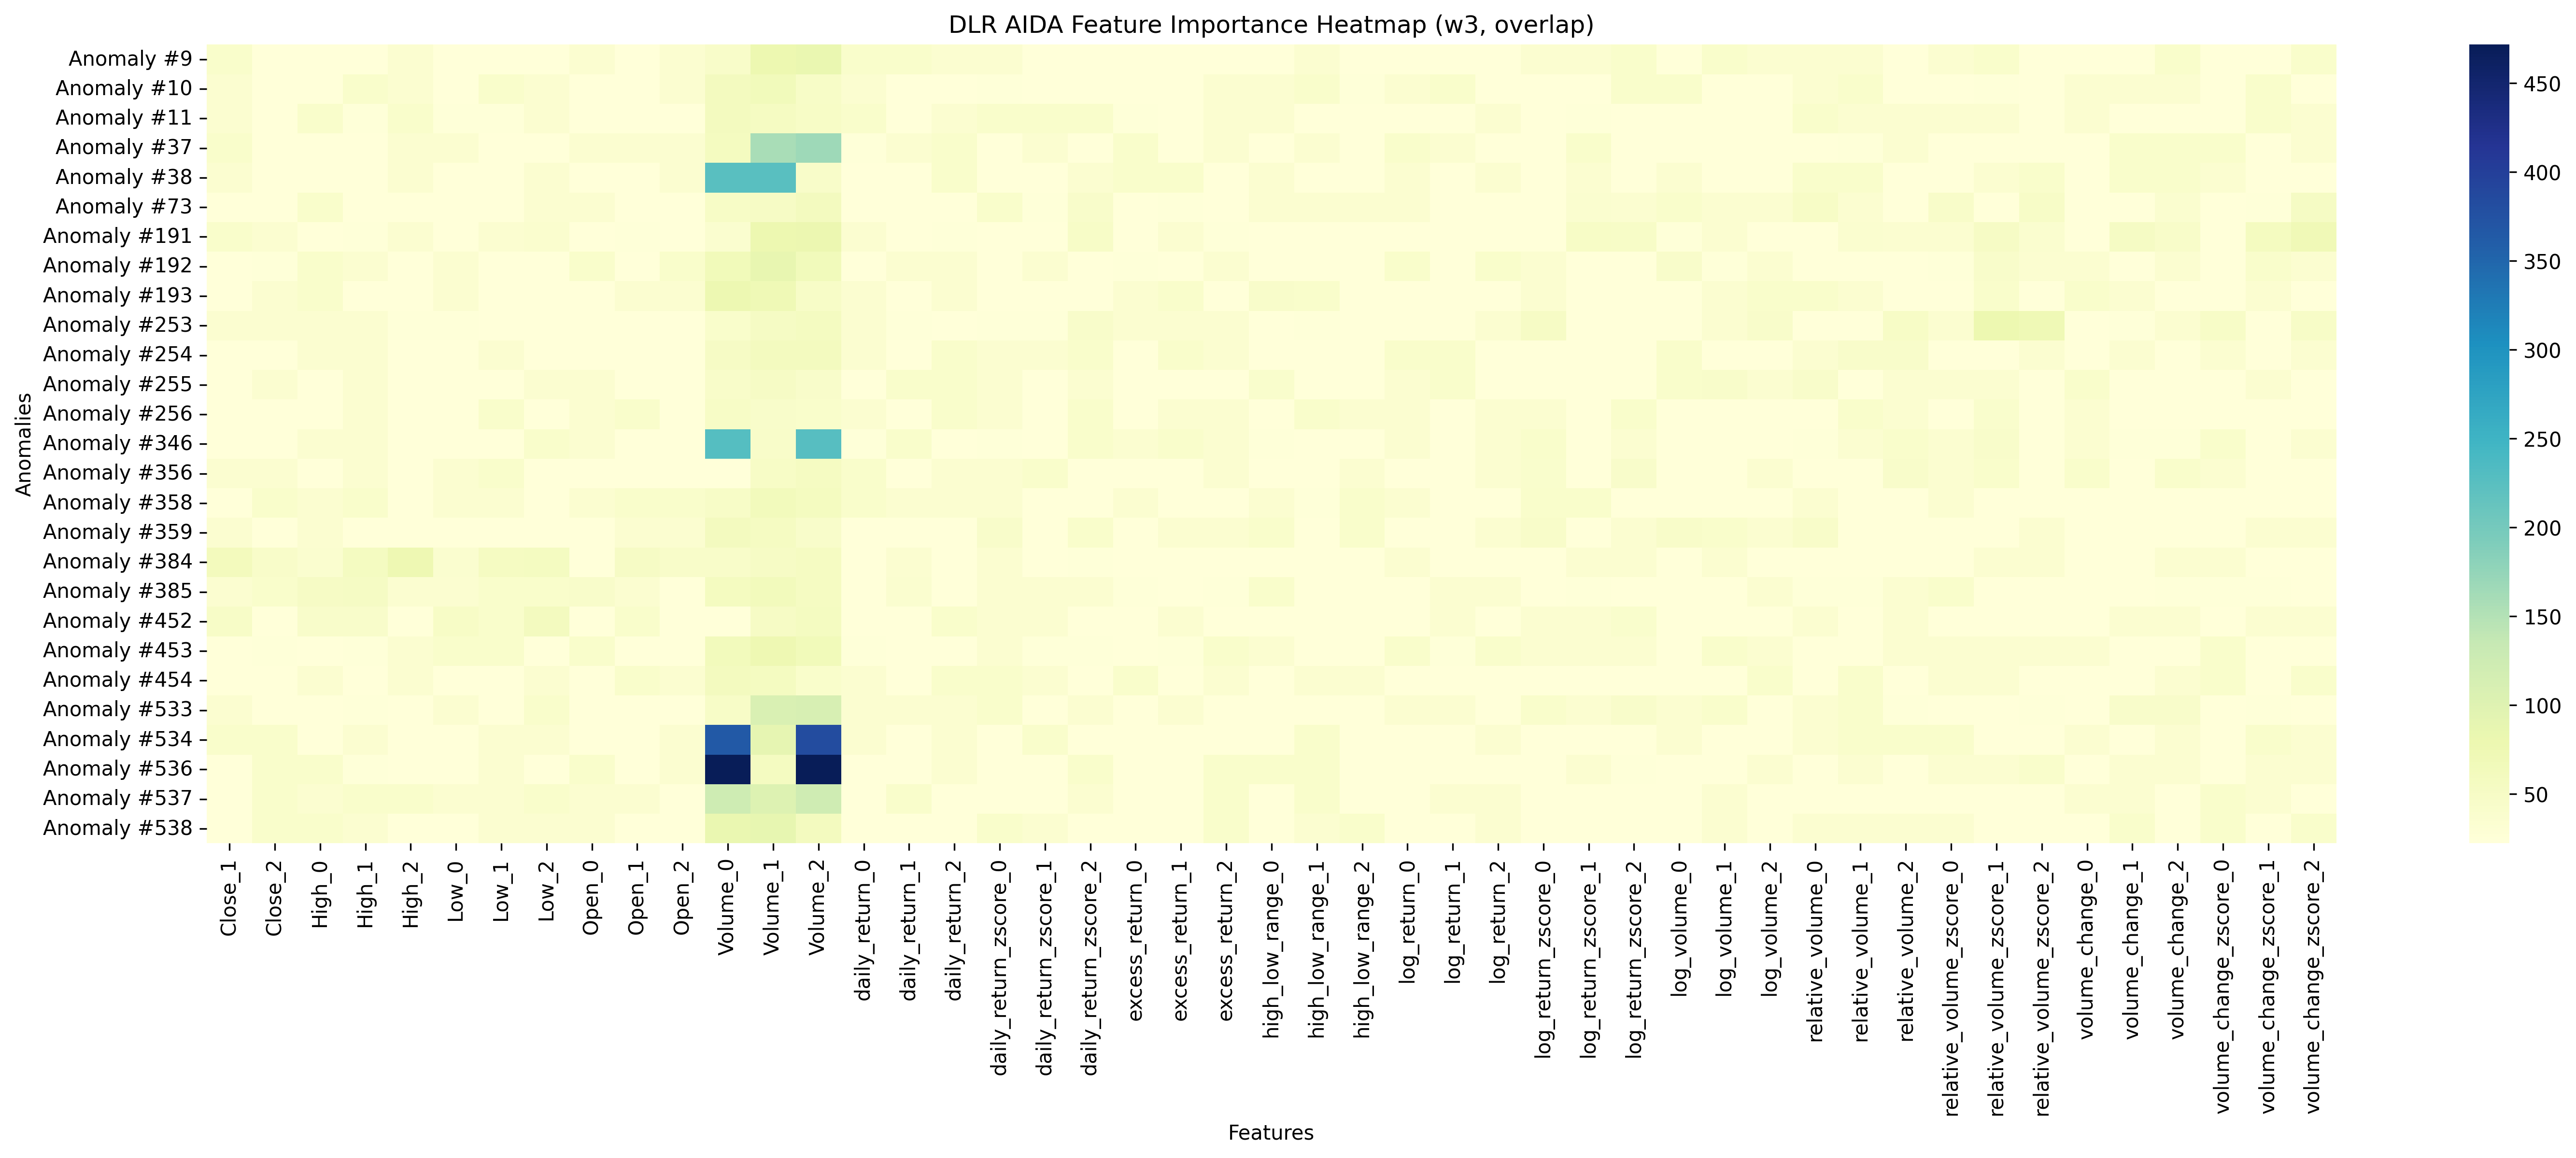 DLR AIDA Feature Importance Heatmap (w3, overlap)
Anomalies
Anomaly #9
Anomaly #10
Anomaly #11
Anomaly #37
Anomaly #38
Anomaly #73
Anomaly #191
Anomaly #192
Anomaly #193
Anomaly #253
Anomaly #254
Anomaly #255
Anomaly #256
Anomaly #346
Anomaly #356
Anomaly #358
Anomaly #359
Anomaly #384
Anomaly #385
Anomaly #452
Anomaly #453
Anomaly #454
Anomaly #533
Anomaly #534
Anomaly #536
Anomaly #537
Anomaly #538
Close_1
Close_2
High_0
High_1
High_2
Low_0
Low_1
Low_2
Open_0
Open_1
Open_2
Volume_0
Volume_1
Volume_2
daily_return_0
daily_return_1
daily_return_2
daily_return_zscore_0
daily_return_zscore_1
daily_return_zscore_2
excess_return_0
excess_return_1
excess_return_2
high_low_range_0
high_low_range_1
high_low_range_2
log_return_0
log_return_1
log_return_2
log_return_zscore_0
log_return_zscore_1
log_return_zscore_2
log_volume_0
log_volume_1
log_volume_2
relative_volume_0
relative_volume_1
relative_volume_2
relative_volume_zscore_0
relative_volume_zscore_1
relative_volume_zscore_2
volume_change_0
volume_change_1
volume_change_2
volume_change_zscore_0
volume_change_zscore_1
volume_change_zscore_2
Features
450
400
350
300
250
200
150
100
50